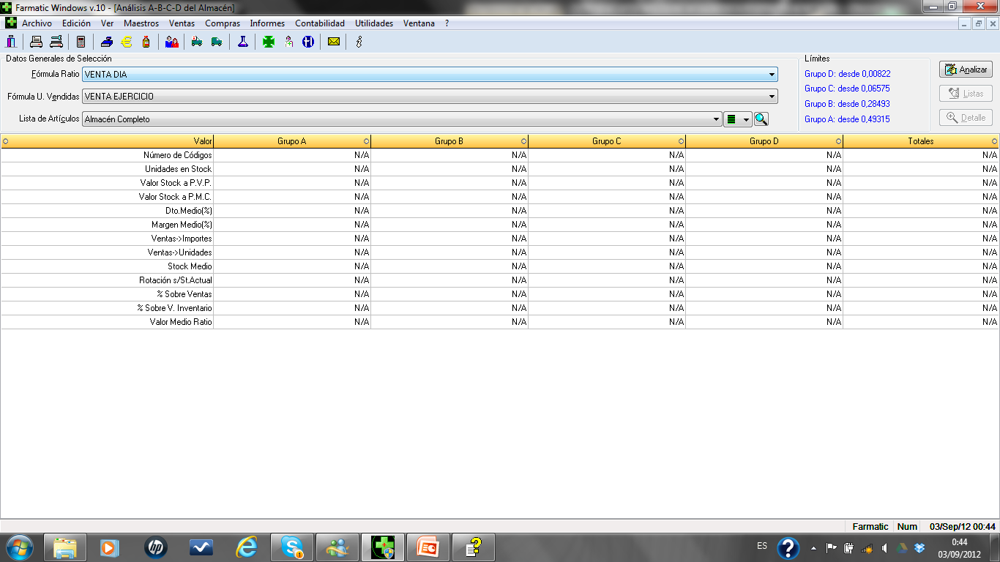 Farmatic Windows v.10 - [Análisis A-B-C-D del Almacén]
Archivo Edición Ver Maestros Ventas Compras Informes Contabilidad Utilidades Ventana ?
Datos Generales de Selección
Fórmula Ratio VENTA DIA
Fórmula U. Vendidas VENTA EJERCICIO
Lista de Artículos Almacén Completo
Límites
Grupo D: desde 0,00822
Grupo C: desde 0,06575
Grupo B: desde 0,28493
Grupo A: desde 0,49315
Analizar
Listas
Detalle
Valor Grupo A Grupo B Grupo C Grupo D Totales
Número de Códigos N/A N/A N/A N/A N/A
Unidades en Stock N/A N/A N/A N/A N/A
Valor Stock a P.V.P. N/A N/A N/A N/A N/A
Valor Stock a P.M.C. N/A N/A N/A N/A N/A
Dto.Medio(%) N/A N/A N/A N/A N/A
Margen Medio(%) N/A N/A N/A N/A N/A
Ventas->Importes N/A N/A N/A N/A N/A
Ventas->Unidades N/A N/A N/A N/A N/A
Stock Medio N/A N/A N/A N/A N/A
Rotación s/St.Actual N/A N/A N/A N/A N/A
% Sobre Ventas N/A N/A N/A N/A N/A
% Sobre V. Inventario N/A N/A N/A N/A N/A
Valor Medio Ratio N/A N/A N/A N/A N/A
Farmatic Num 03/Sep/12 00:44
ES
0:44
03/09/2012